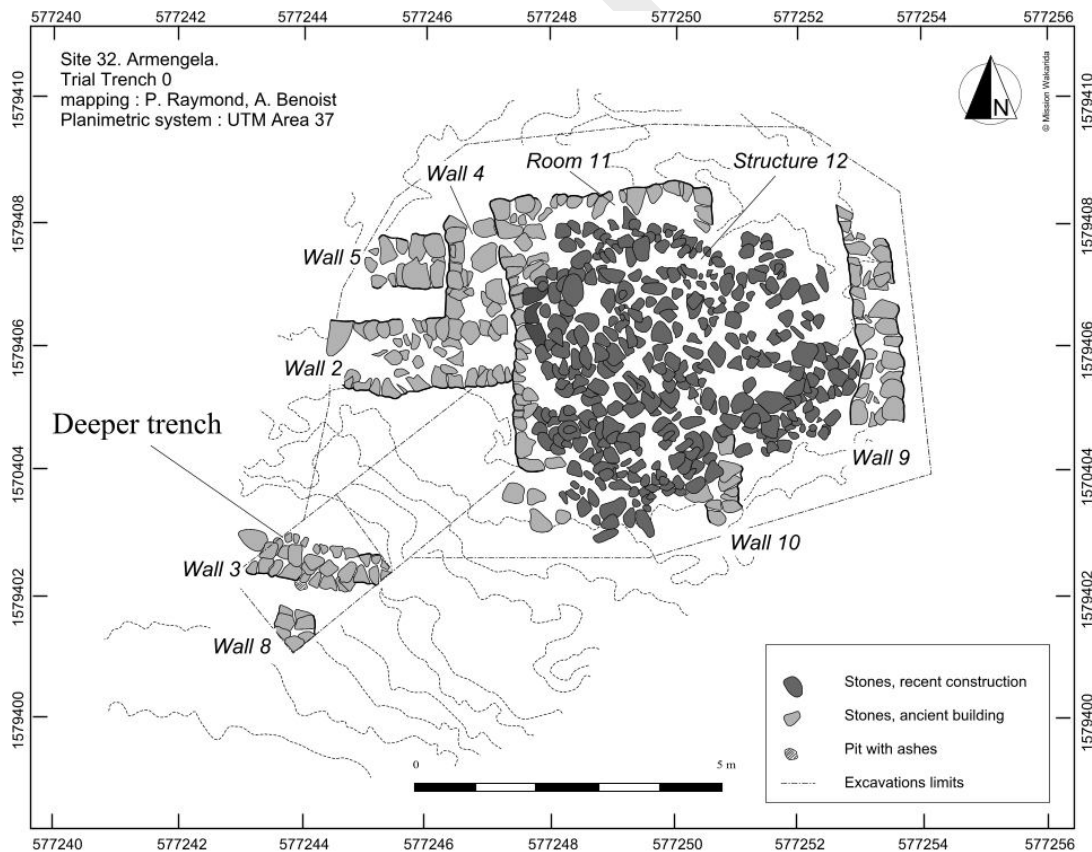 577240 577242 577244 577245 577248 577250 577252 577254 577256
Site 32. Armengela.
Trial Trench 0
mapping : P. Raymond, A. Benoist
Planimetric system : UTM Area 37
N
© Mission Wakarida
1579410 1579410
Wall 4
Room 11
Structure 12
1579408 1579408
Wall 5
1579406 1579406
Wall 2
Deeper trench
1570404 1570404
Wall 9
Wall 10
Wall 3
1579402 1579402
Wall 8
1579400 1579400
Stones, recent construction
Stones, ancient building
Pit with ashes
Excavations limits
0 5 m
577240 577242 577244 577246 577248 577250 577252 577254 577256